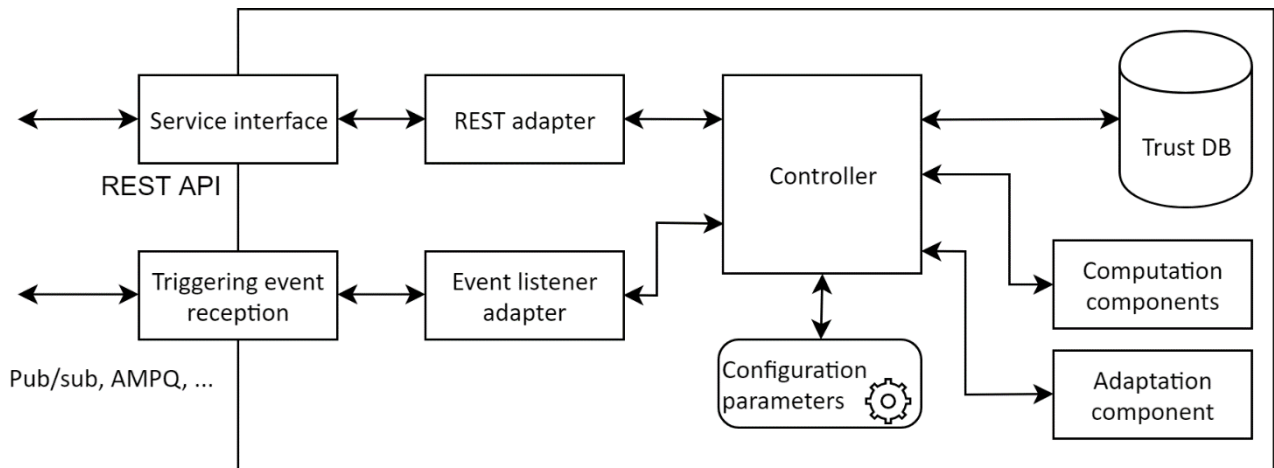 Service interface
REST adapter
Controller
Trust DB
REST API
Triggering event
reception
Event listener
adapter
Computation
components
Pub/sub, AMPQ, ...
Configuration
parameters
Adaptation
component